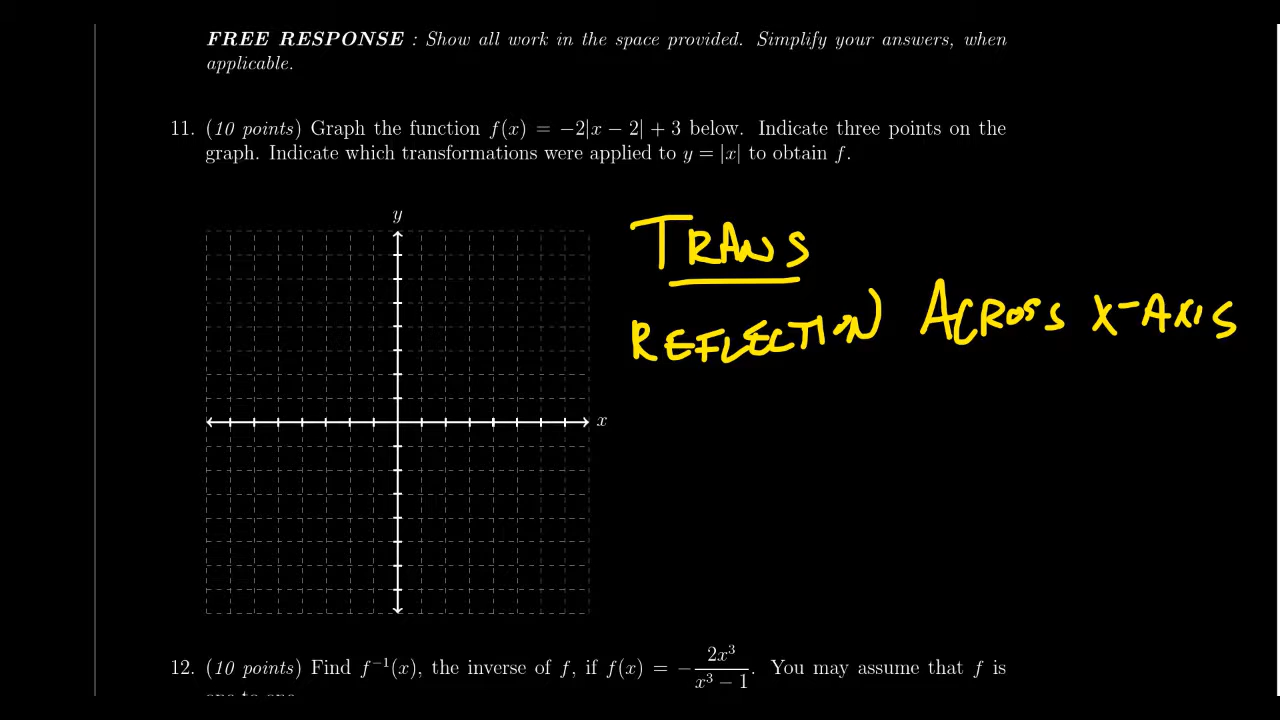 FREE RESPONSE : Show all work in the space provided. Simplify your answers, when
applicable.
11. (10 points) Graph the function f(x) = −2|x − 2| + 3 below. Indicate three points on the
graph. Indicate which transformations were applied to y = |x| to obtain f.
y
TRANS
REFLECTION ACROSS X-AXIS
x
12. (10 points) Find f⁻¹(x), the inverse of f, if f(x) = −2x³/(x³ − 1). You may assume that f is
one to one